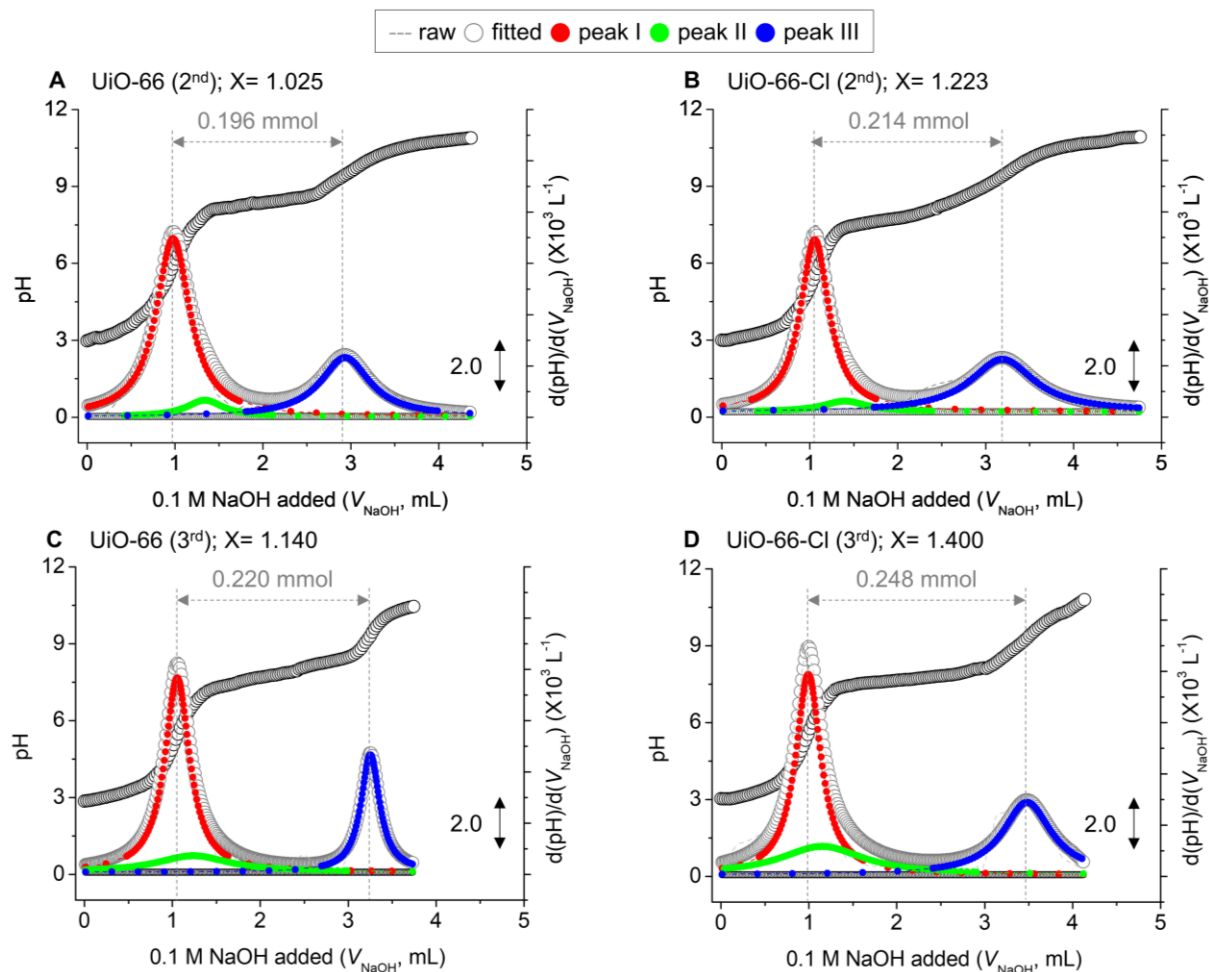 --- raw ○ fitted ● peak I ● peak II ● peak III
A UiO-66 (2nd); X= 1.025
12
9
6
3
0
pH
0.196 mmol
2.0
d(pH)/d(VNaOH) (X10³ L⁻¹)
0 1 2 3 4 5
0.1 M NaOH added (VNaOH, mL)
B UiO-66-Cl (2nd); X= 1.223
12
9
6
3
0
pH
0.214 mmol
2.0
d(pH)/d(VNaOH) (X10³ L⁻¹)
0 1 2 3 4 5
0.1 M NaOH added (VNaOH, mL)
C UiO-66 (3rd); X= 1.140
12
9
6
3
0
pH
0.220 mmol
2.0
d(pH)/d(VNaOH) (X10³ L⁻¹)
0 1 2 3 4 5
0.1 M NaOH added (VNaOH, mL)
D UiO-66-Cl (3rd); X= 1.400
12
9
6
3
0
pH
0.248 mmol
2.0
d(pH)/d(VNaOH) (X10³ L⁻¹)
0 1 2 3 4 5
0.1 M NaOH added (VNaOH, mL)